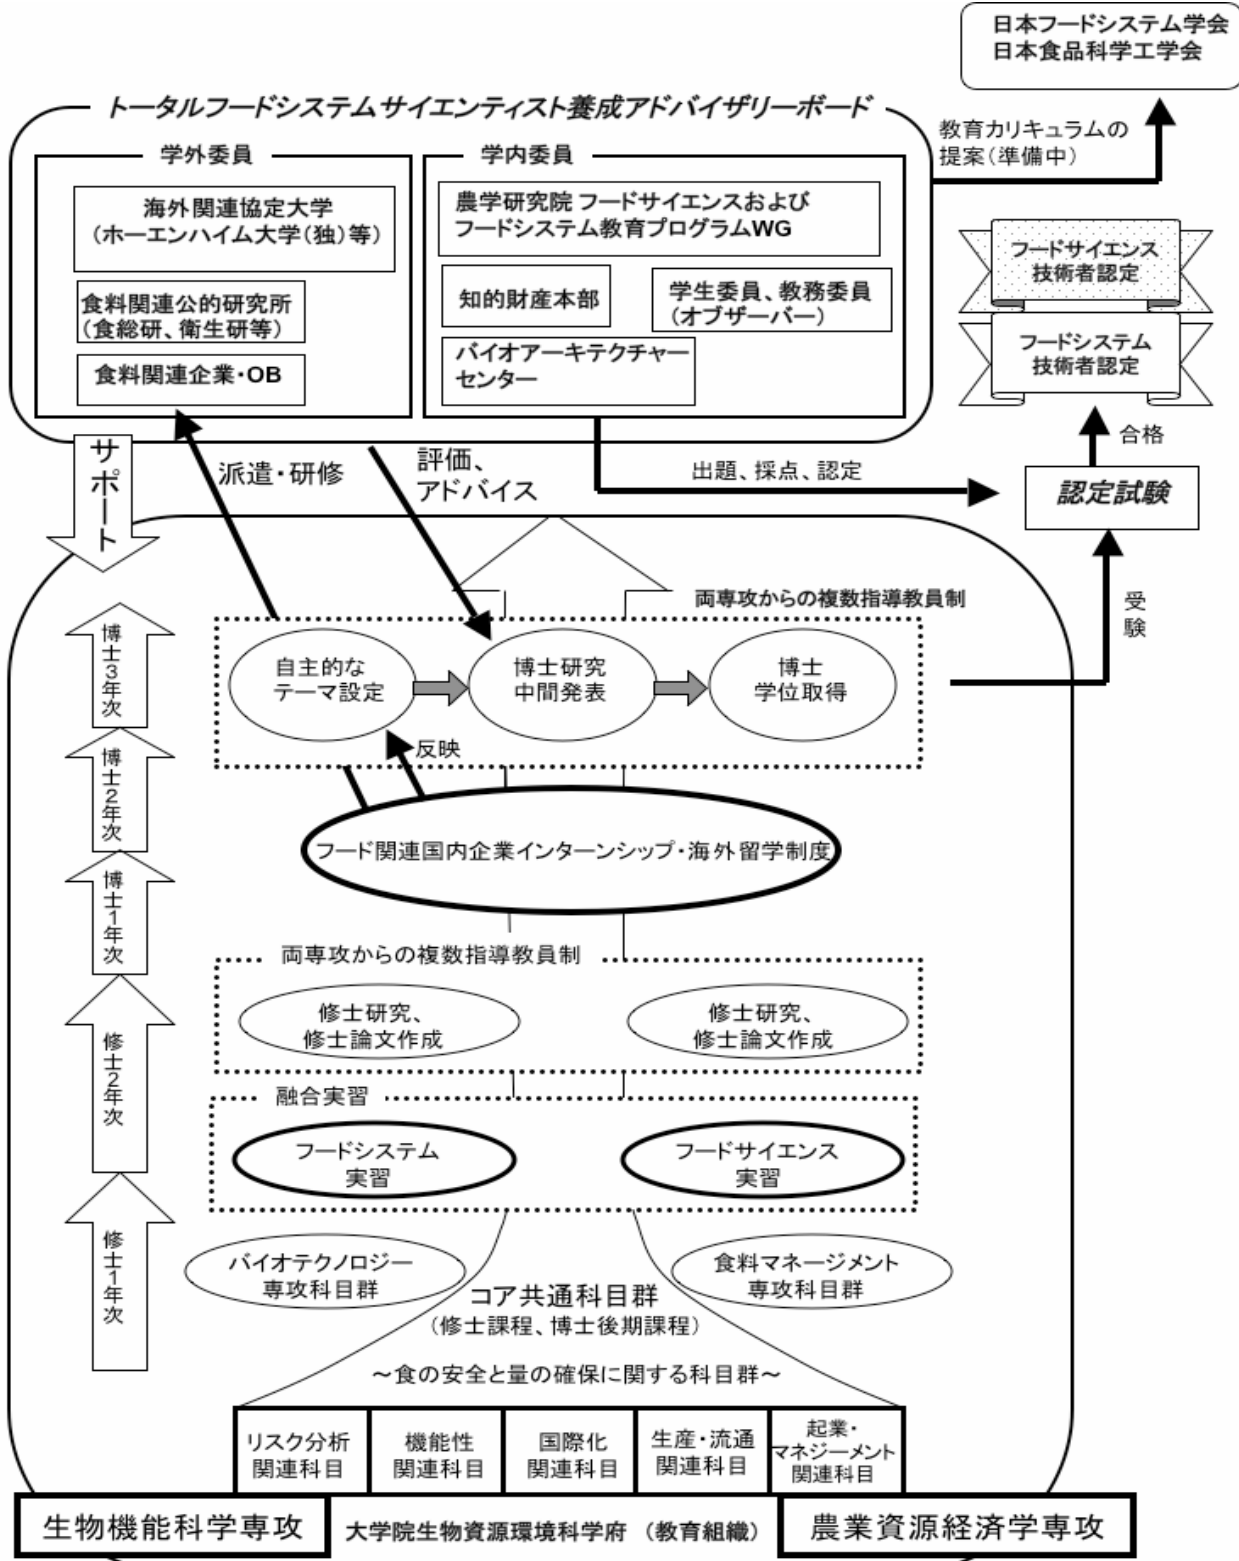 日本フードシステム学会
日本食品科学工学会
トータルフードシステムサイエンティスト養成アドバイザリーボード
教育カリキュラムの
提案(準備中)
学外委員
海外関連協定大学
(ホーエンハイム大学(独)等)
食料関連公的研究所
(食総研、衛生研等)
食料関連企業・OB
学内委員
農学研究院 フードサイエンスおよび
フードシステム教育プログラムWG
知的財産本部
学生委員、教務委員
(オブザーバー)
バイオアーキテクチャー
センター
フードサイエンス
技術者認定
フードシステム
技術者認定
合格
認定試験
受験
サポート
派遣・研修
評価、
アドバイス
出題、採点、認定
両専攻からの複数指導教員制
博士3年次
自主的な
テーマ設定
博士研究
中間発表
博士
学位取得
反映
博士2年次
フード関連国内企業インターンシップ・海外留学制度
博士1年次
両専攻からの複数指導教員制
修士研究、
修士論文作成
修士研究、
修士論文作成
修士2年次
融合実習
フードシステム
実習
フードサイエンス
実習
修士1年次
バイオテクノロジー
専攻科目群
食料マネージメント
専攻科目群
コア共通科目群
(修士課程、博士後期課程)
~食の安全と量の確保に関する科目群~
リスク分析
関連科目
機能性
関連科目
国際化
関連科目
生産・流通
関連科目
起業・
マネジーメント
関連科目
生物機能科学専攻
大学院生物資源環境科学府 (教育組織)
農業資源経済学専攻